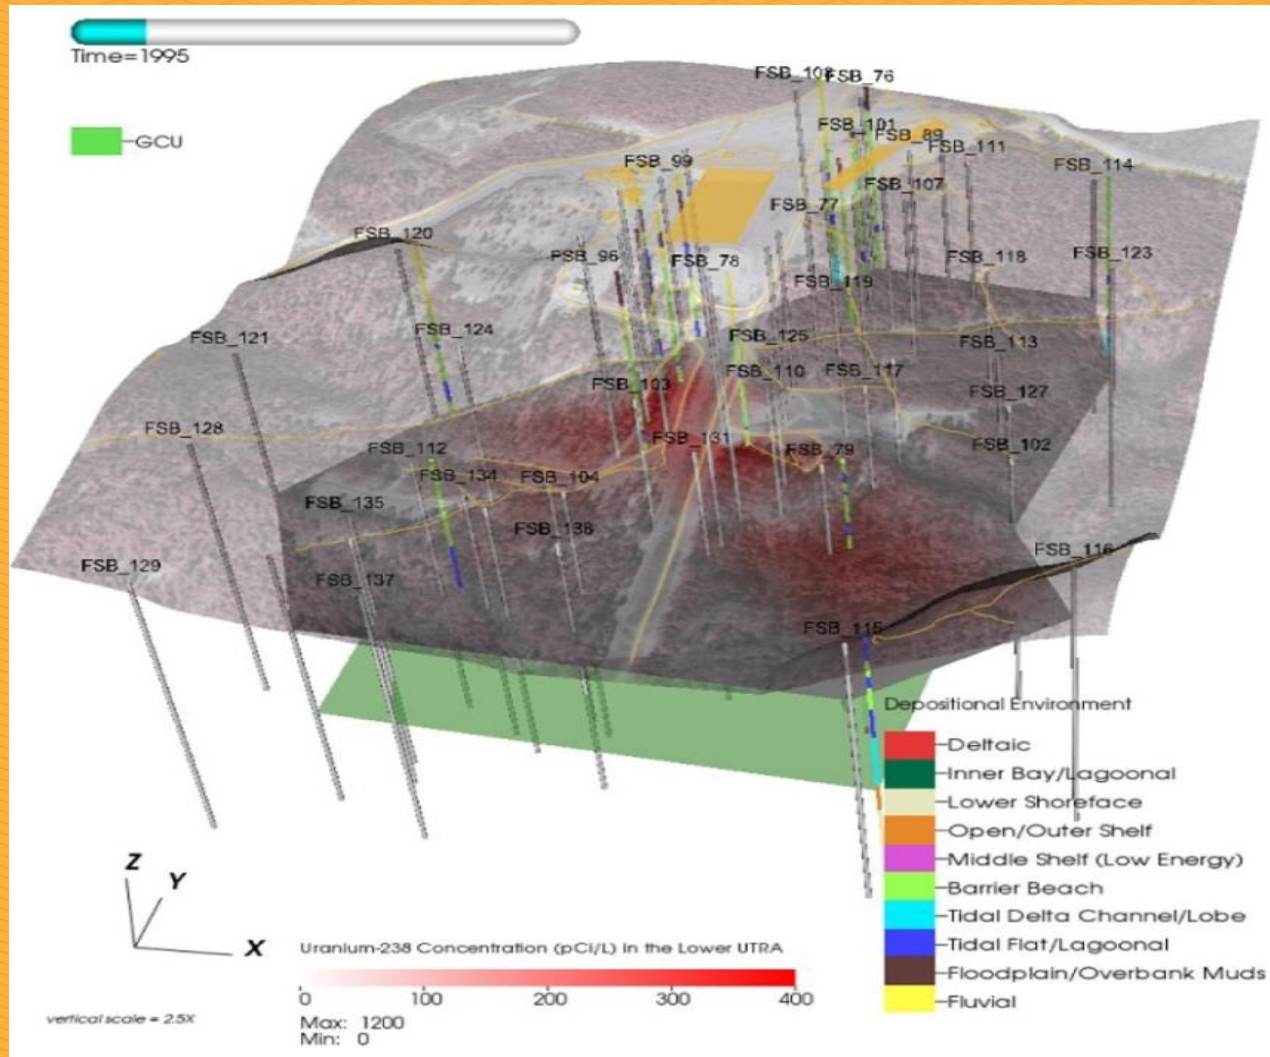 Time=1995
GCU
FSB_76
FSB_101
FSB_89
FSB_111
FSB_99
FSB_114
FSB_107
FSB_77
FSB_120
FSB_96
FSB_78
FSB_118
FSB_123
FSB_119
FSB_121
FSB_124
FSB_125
FSB_113
FSB_103
FSB_110
FSB_117
FSB_127
FSB_128
FSB_112
FSB_131
FSB_79
FSB_102
FSB_134
FSB_104
FSB_135
FSB_138
FSB_129
FSB_137
FSB_116
FSB_115
Depositional Environment
Deltaic
Inner Bay/Lagoonal
Lower Shoreface
Open/Outer Shelf
Middle Shelf (Low Energy)
Barrier Beach
Tidal Delta Channel/Lobe
Tidal Flat/Lagoonal
Floodplain/Overbank Muds
Fluvial
Z
Y
X
Uranium-238 Concentration (pCi/L) in the Lower UTRA
0 100 200 300 400
Max: 1200
Min: 0
vertical scale = 2.5X